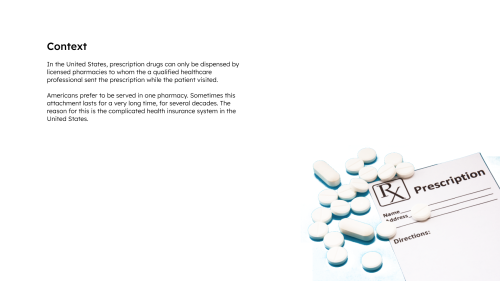 Context
In the United States, prescription drugs can only be dispensed by
licensed pharmacies to whom the a qualified healthcare
professional sent the prescription while the patient visited.
Americans prefer to be served in one pharmacy. Sometimes this
attachment lasts for a very long time, for several decades. The
reason for this is the complicated health insurance system in the
United States.
Rx Prescription
Name
Address
Directions: